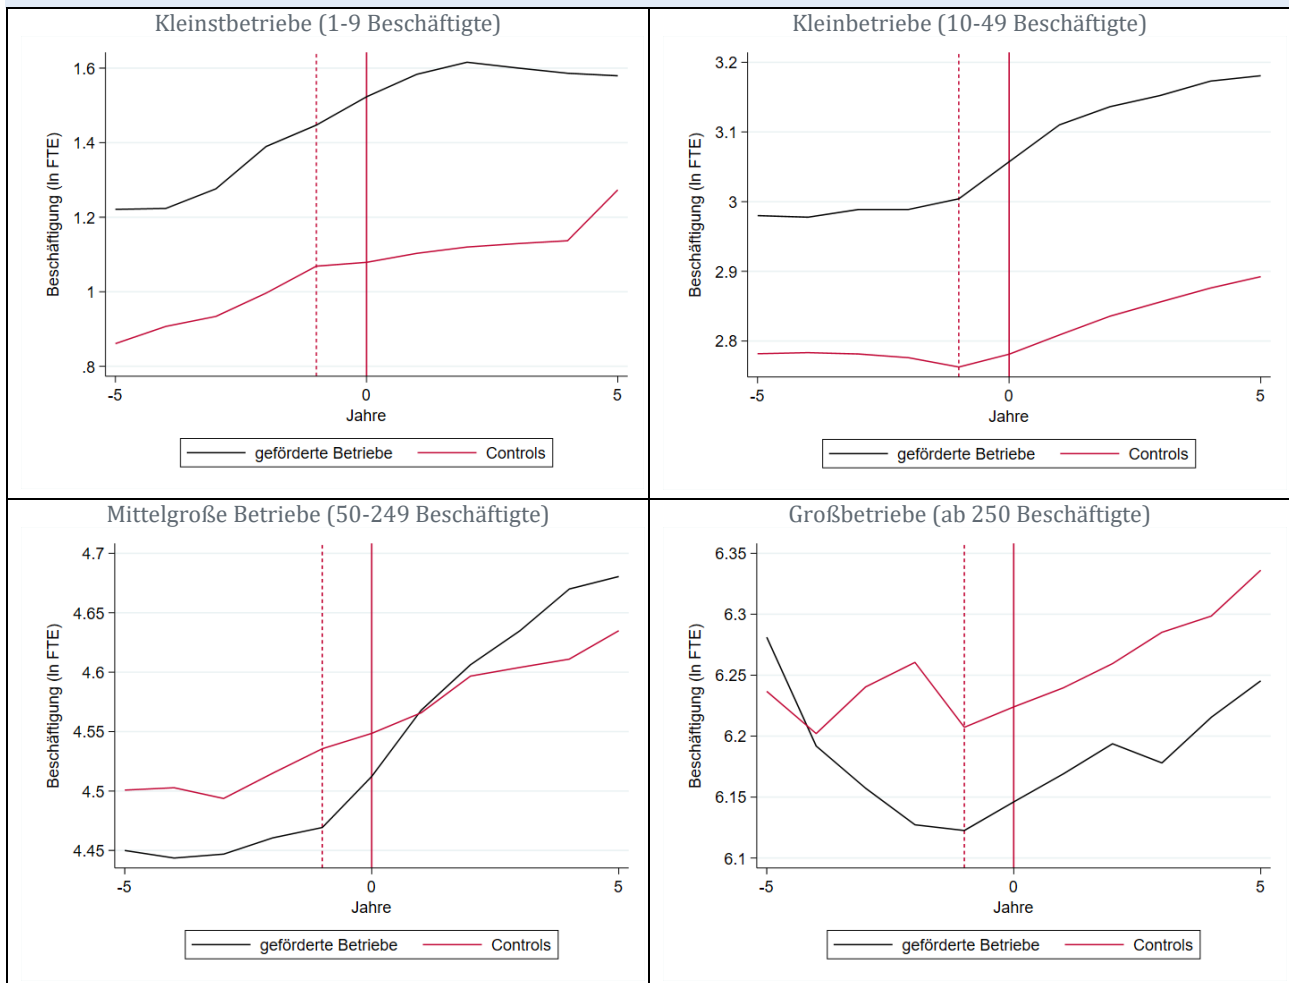 Kleinstbetriebe (1-9 Beschäftigte)
Beschäftigung (ln FTE)
1.6
1.4
1.2
1
.8
-5
0
5
Jahre
geförderte Betriebe
Controls
Kleinbetriebe (10-49 Beschäftigte)
Beschäftigung (ln FTE)
3.2
3.1
3
2.9
2.8
-5
0
5
Jahre
geförderte Betriebe
Controls
Mittelgroße Betriebe (50-249 Beschäftigte)
Beschäftigung (ln FTE)
4.7
4.65
4.6
4.55
4.5
4.45
-5
0
5
Jahre
geförderte Betriebe
Controls
Großbetriebe (ab 250 Beschäftigte)
Beschäftigung (ln FTE)
6.35
6.3
6.25
6.2
6.15
6.1
-5
0
5
Jahre
geförderte Betriebe
Controls